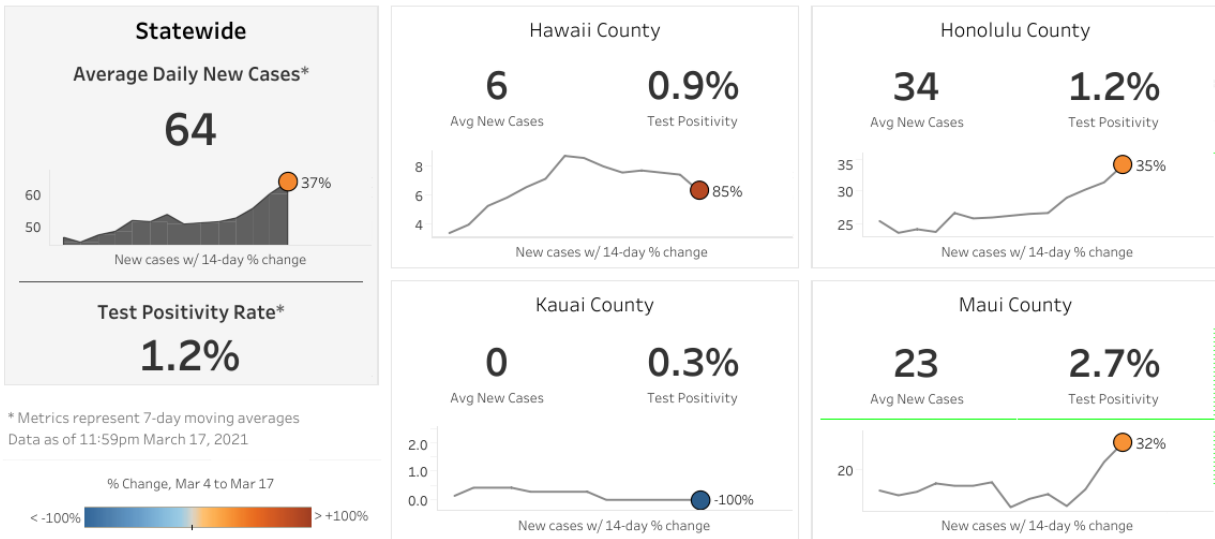 Statewide
Average Daily New Cases*
64
60
50
37%
New cases w/ 14-day % change
Test Positivity Rate*
1.2%
* Metrics represent 7-day moving averages
Data as of 11:59pm March 17, 2021
% Change, Mar 4 to Mar 17
< -100%
> +100%
Hawaii County
6
0.9%
Avg New Cases
Test Positivity
8
6
4
85%
New cases w/ 14-day % change
Honolulu County
34
1.2%
Avg New Cases
Test Positivity
35
30
25
35%
New cases w/ 14-day % change
Kauai County
0
0.3%
Avg New Cases
Test Positivity
2.0
1.0
0.0
-100%
New cases w/ 14-day % change
Maui County
23
2.7%
Avg New Cases
Test Positivity
20
32%
New cases w/ 14-day % change